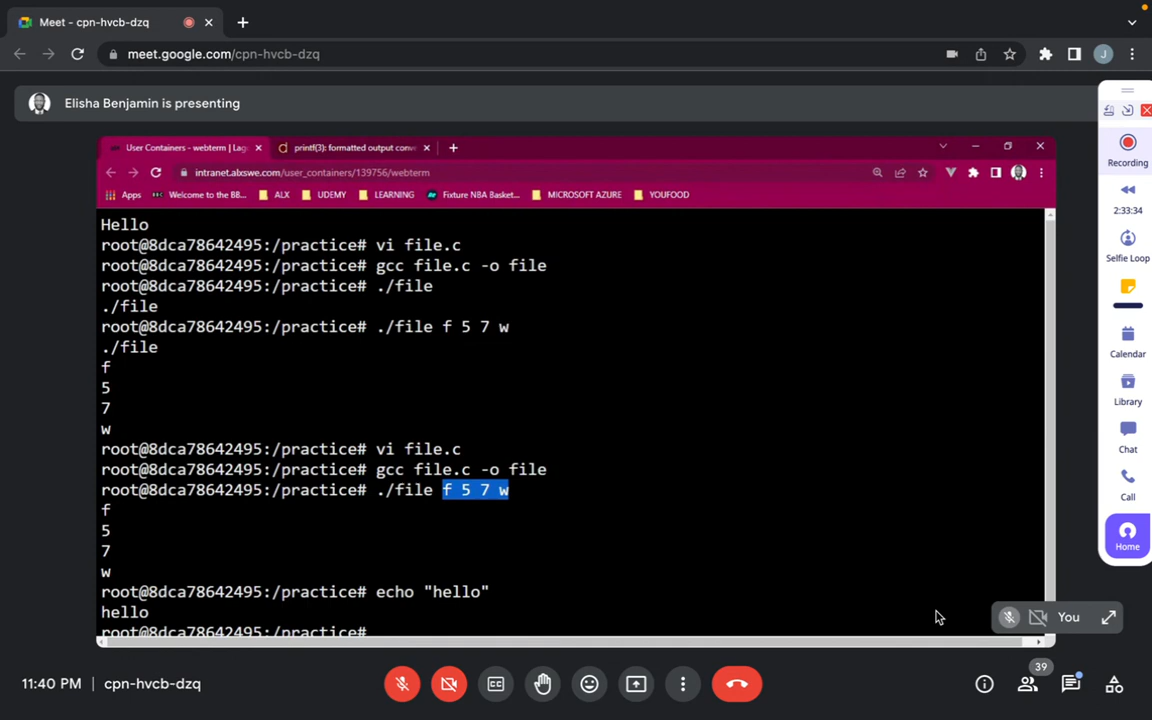 Meet - cpn-hvcb-dzq
meet.google.com/cpn-hvcb-dzq
J
Elisha Benjamin is presenting
User Containers - webterm | Lag
printf(3): formatted output conv
intranet.alxswe.com/user_containers/139756/webterm
Apps
Welcome to the BB...
ALX
UDEMY
LEARNING
Fixture NBA Basket...
MICROSOFT AZURE
YOUFOOD
Hello
root@8dca78642495:/practice# vi file.c
root@8dca78642495:/practice# gcc file.c -o file
root@8dca78642495:/practice# ./file
./file
root@8dca78642495:/practice# ./file f 5 7 w
./file
f
5
7
w
root@8dca78642495:/practice# vi file.c
root@8dca78642495:/practice# gcc file.c -o file
root@8dca78642495:/practice# ./file f 5 7 w
f
5
7
w
root@8dca78642495:/practice# echo "hello"
hello
root@8dca78642495:/practice#
Recording
2:33:34
Selfie Loop
Calendar
Library
Chat
Call
Home
You
11:40 PM | cpn-hvcb-dzq
CC
39